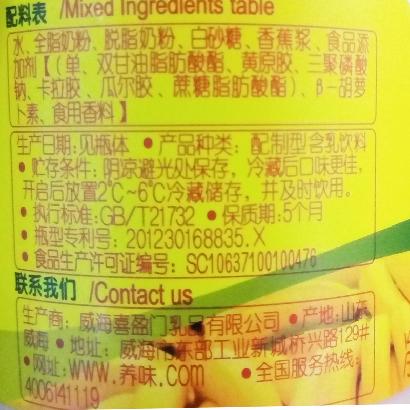 配料表 /Mixed Ingredients table
水、全脂奶粉、脱脂奶粉、白砂糖、香蕉浆、食品添
加剂【(单、双甘油脂肪酸酯、黄原胶、三聚磷酸
钠、卡拉胶、瓜尔胶、蔗糖脂肪酸酯)、β-胡萝
卜素、食用香料】
生产日期:见瓶体 ●产品种类:配制型含乳饮料
●贮存条件:阴凉避光处保存,冷藏后口味更佳,
开启后放置2℃~6℃冷藏储存,并及时饮用。
●执行标准:GB/T21732 ●保质期:5个月
●瓶型专利号:201230168835.X
●食品生产许可证编号:SC10637100100476
联系我们 /Contact us
生产商:威海喜盈门乳品有限公司 ●产地:山东
威海 ●地址:威海市东部工业新城桥兴路129#
●网址:www.养味.com ●全国服务热线:
4006141119